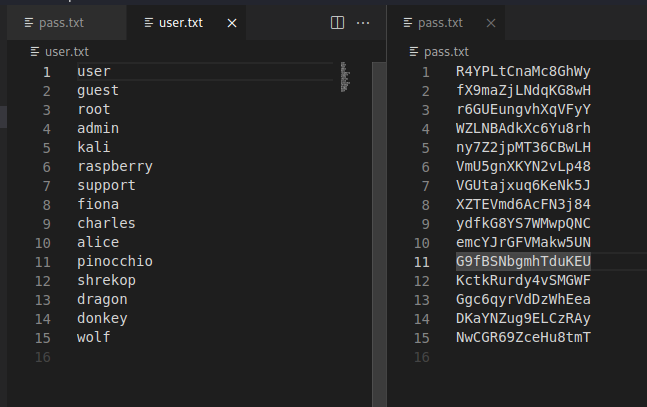 pass.txt
user.txt
pass.txt
user.txt
1 user
2 guest
3 root
4 admin
5 kali
6 raspberry
7 support
8 fiona
9 charles
10 alice
11 pinocchio
12 shrekop
13 dragon
14 donkey
15 wolf
16
pass.txt
1 R4YPLtCnaMc8GhWy
2 fX9maZjLNdqKG8wH
3 r6GUEungvhXqVFyY
4 WZLNBAdkXc6Yu8rh
5 ny7Z2jpMT36CBwLH
6 VmU5gnXKYN2vLp48
7 VGUtajxuq6KeNk5J
8 XZTEVmd6AcFN3j84
9 ydfkG8YS7WMwpQNC
10 emcYJrGFVMakw5UN
11 G9fBSNbgmhTduKEU
12 KctkRurdy4vSMGWF
13 Ggc6qyrVdDzWhEea
14 DKaYNZug9ELCzRAy
15 NwCGR69ZceHu8tmT
16